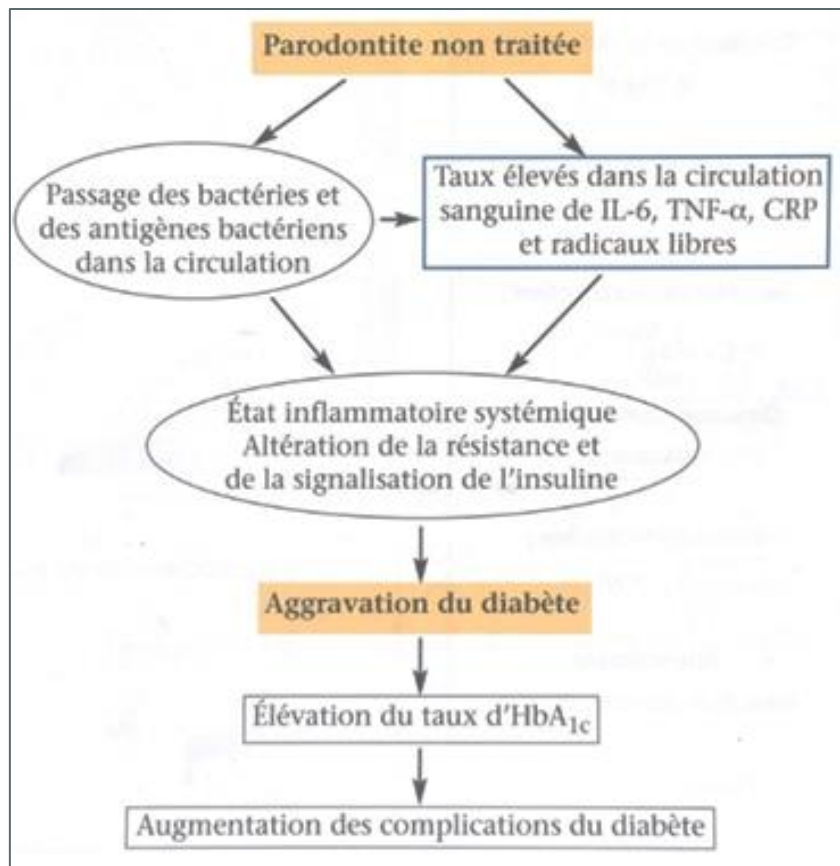 Parodontite non traitée
Passage des bactéries et
des antigènes bactériens
dans la circulation
Taux élevés dans la circulation
sanguine de IL-6, TNF-α, CRP
et radicaux libres
État inflammatoire systémique
Altération de la résistance et
de la signalisation de l'insuline
Aggravation du diabète
Élévation du taux d'HbA1c
Augmentation des complications du diabète